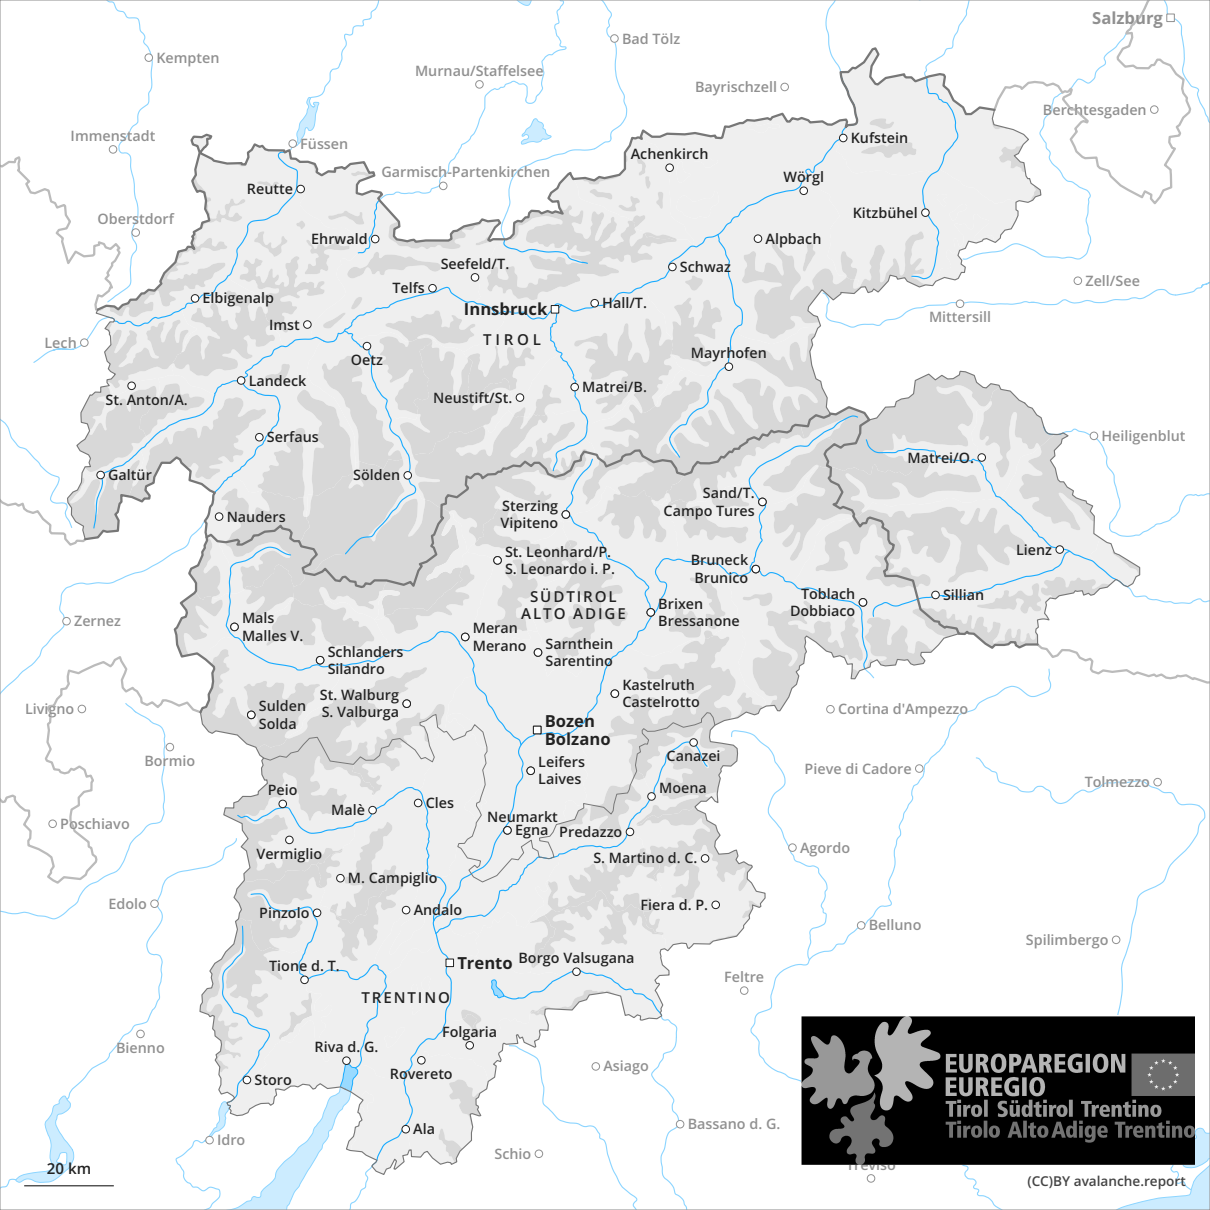 Salzburg
Bad Tölz
Kempten
Murnau/Staffelsee
Bayrischzell
Berchtesgaden
Immenstadt
Füssen
Kufstein
Achenkirch
Garmisch-Partenkirchen
Wörgl
Reutte
Oberstdorf
Kitzbühel
Ehrwald
Alpbach
Seefeld/T.
Schwaz
Zell/See
Telfs
Elbigenalp
Hall/T.
Innsbruck
Mittersill
Imst
TIROL
Lech
Oetz
Mayrhofen
Landeck
Matrei/B.
St. Anton/A.
Neustift/St.
Serfaus
Heiligenblut
Matrei/O.
Galtür
Sölden
Sand/T.
Campo Tures
Sterzing
Vipiteno
Nauders
Lienz
St. Leonhard/P.
S. Leonardo i. P.
Bruneck
Brunico
SÜDTIROL
ALTO ADIGE
Toblach
Dobbiaco
Sillian
Brixen
Bressanone
Zernez
Mals
Malles V.
Meran
Merano
Sarnthein
Sarentino
Schlanders
Silandro
Kastelruth
Castelrotto
St. Walburg
S. Valburga
Sulden
Solda
Livigno
Cortina d'Ampezzo
Bozen
Bolzano
Bormio
Canazei
Leifers
Laives
Pieve di Cadore
Tolmezzo
Peio
Moena
Malè
Cles
Neumarkt
Egna
Predazzo
Poschiavo
Vermiglio
Agordo
S. Martino d. C.
M. Campiglio
Edolo
Pinzolo
Andalo
Fiera d. P.
Belluno
Spilimbergo
Tione d. T.
Trento
Borgo Valsugana
Feltre
TRENTINO
Folgaria
Bienno
Riva d. G.
Rovereto
Asiago
Storo
Ala
Idro
Bassano d. G.
Schio
Treviso
EUROPAREGION
EUREGIO
Tirol Südtirol Trentino
Tirolo Alto Adige Trentino
20 km
(CC)BY avalanche.report